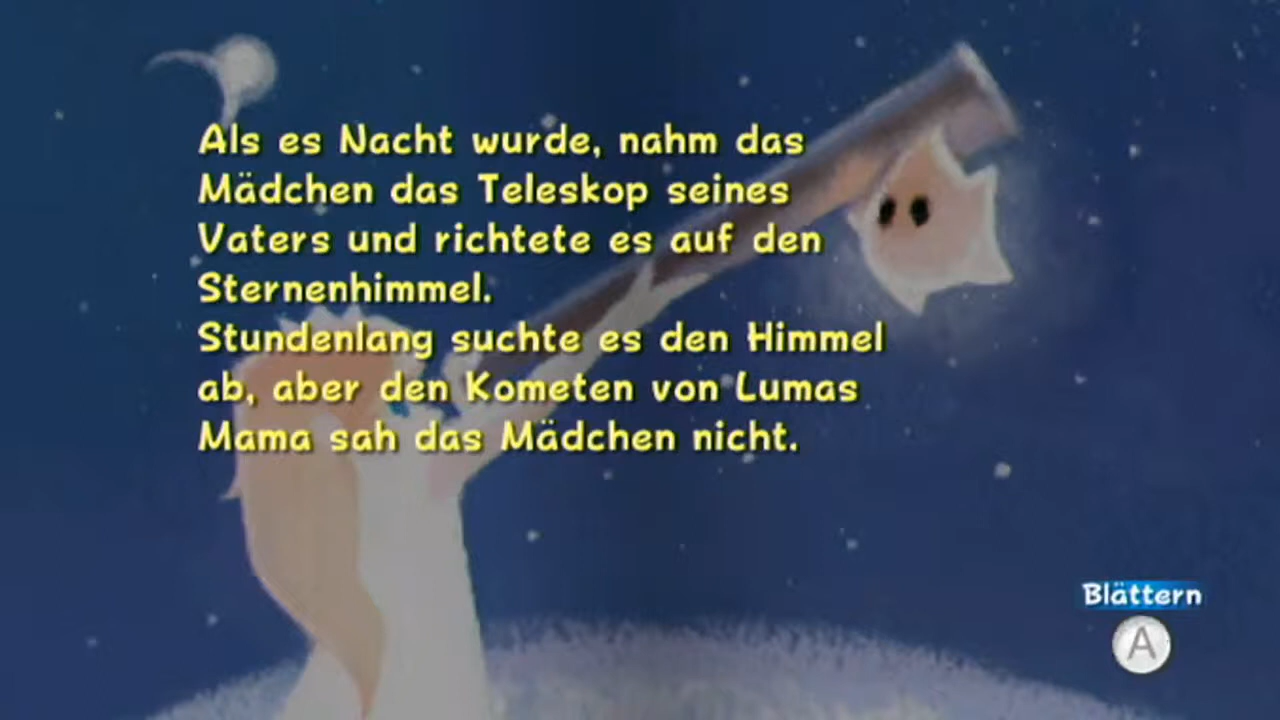 Als es Nacht wurde, nahm das
Mädchen das Teleskop seines
Vaters und richtete es auf den
Sternenhimmel.
Stundenlang suchte es den Himmel
ab, aber den Kometen von Lumas
Mama sah das Mädchen nicht.
Blättern
A